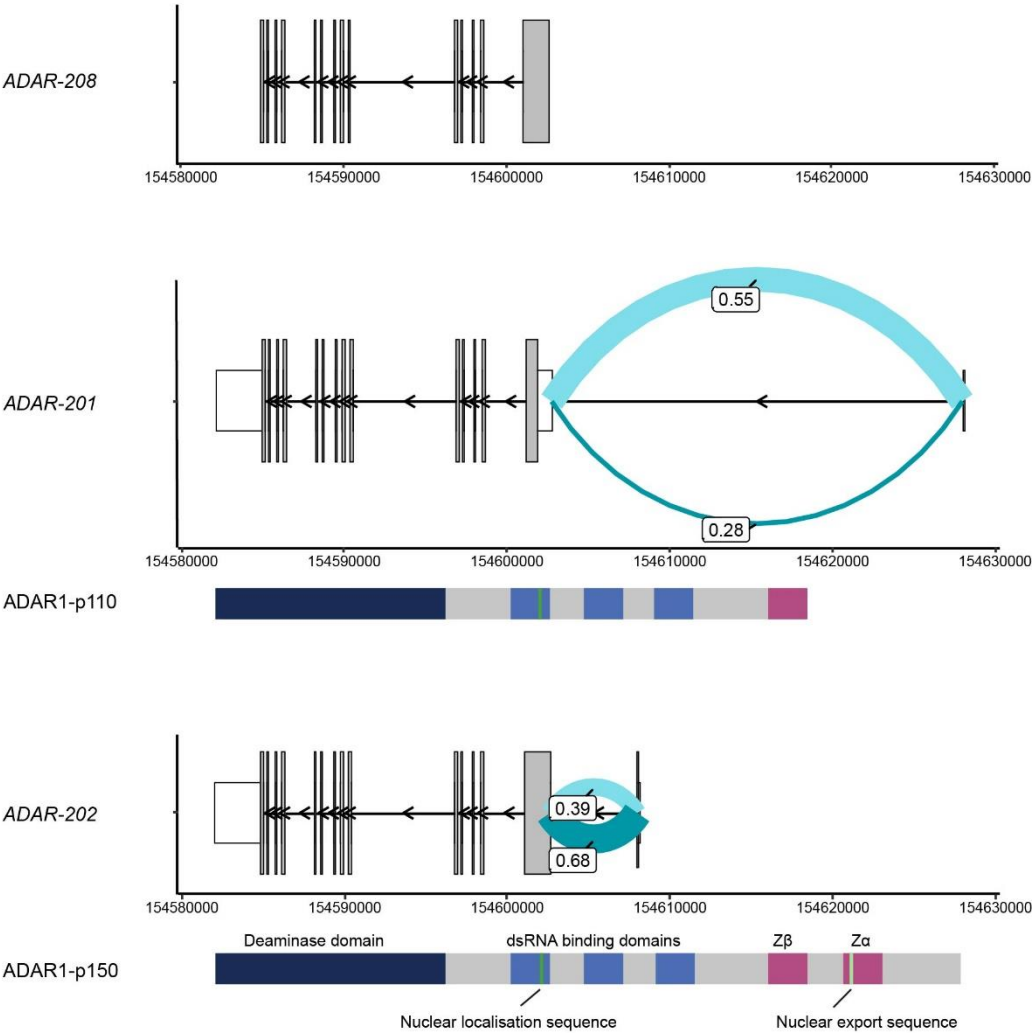 ADAR-208
154580000 154590000 154600000 154610000 154620000 154630000
0.55
ADAR-201
0.28
154580000 154590000 154600000 154610000 154620000 154630000
ADAR1-p110
ADAR-202
0.39
0.68
154580000 154590000 154600000 154610000 154620000 154630000
Deaminase domain dsRNA binding domains Zβ Zα
ADAR1-p150
Nuclear localisation sequence Nuclear export sequence